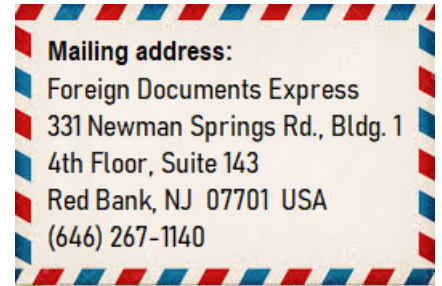 Mailing address:
Foreign Documents Express
331 Newman Springs Rd., Bldg. 1
4th Floor, Suite 143
Red Bank, NJ  07701  USA
(646) 267-1140